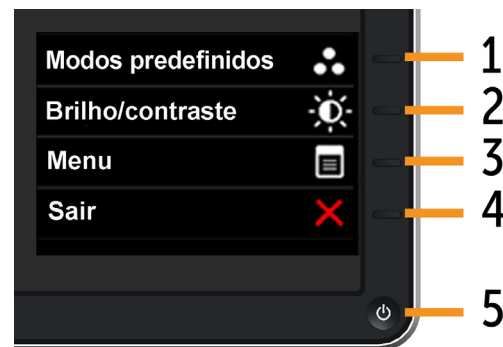 Modos predefinidos 1
Brilho/contraste 2
Menu 3
Sair 4
5